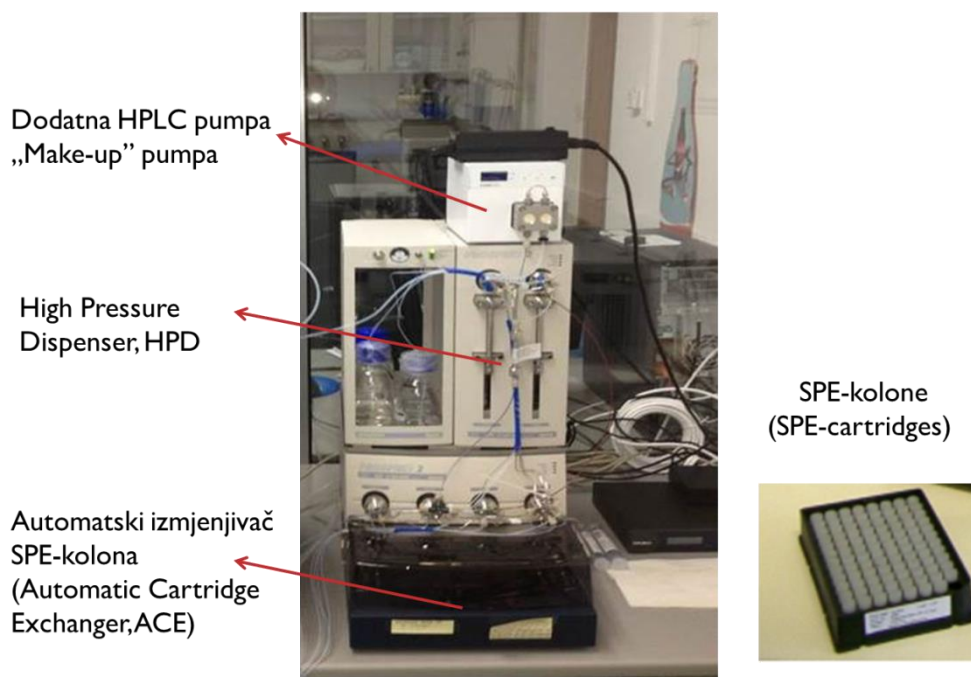 Dodatna HPLC pumpa
„Make-up” pumpa
High Pressure
Dispenser, HPD
Automatski izmjenjivač
SPE-kolona
(Automatic Cartridge
Exchanger, ACE)
SPE-kolone
(SPE-cartridges)